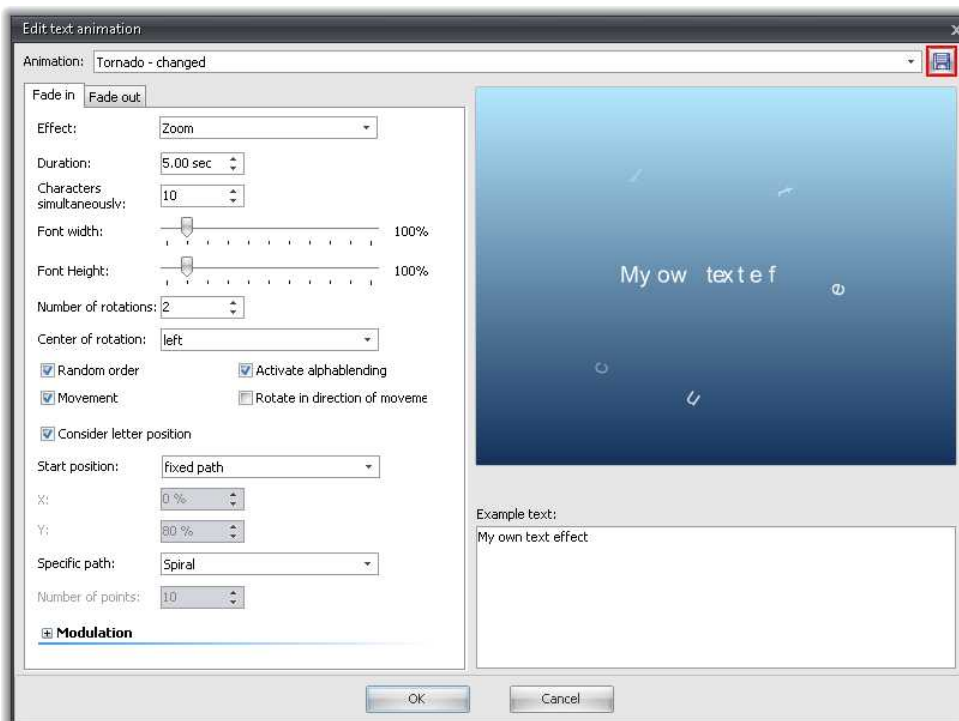 Edit text animation
x
Animation: Tornado - changed
Fade in Fade out
Effect: Zoom
Duration: 5.00 sec
Characters
simultaneously: 10
Font width: 100%
Font Height: 100%
Number of rotations: 2
Center of rotation: left
Random order Activate alphablending
Movement Rotate in direction of moveme
Consider letter position
Start position: fixed path
X: 0 %
Y: 80 %
Specific path: Spiral
Number of points: 10
Modulation
t
My ow text e f
e
c
n
Example text:
My own text effect
OK Cancel